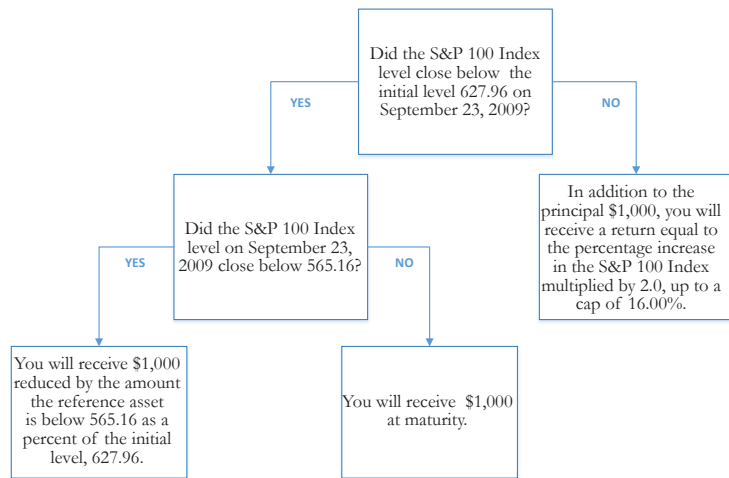 Did the S&P 100 Index
level close below the
initial level 627.96 on
September 23, 2009?
YES
NO
Did the S&P 100 Index
level on September 23,
2009 close below 565.16?
In addition to the
principal $1,000, you will
receive a return equal to
the percentage increase
in the S&P 100 Index
multiplied by 2.0, up to a
cap of 16.00%.
YES
NO
You will receive $1,000
reduced by the amount
the reference asset
is below 565.16 as a
percent of the initial
level, 627.96.
You will receive $1,000
at maturity.